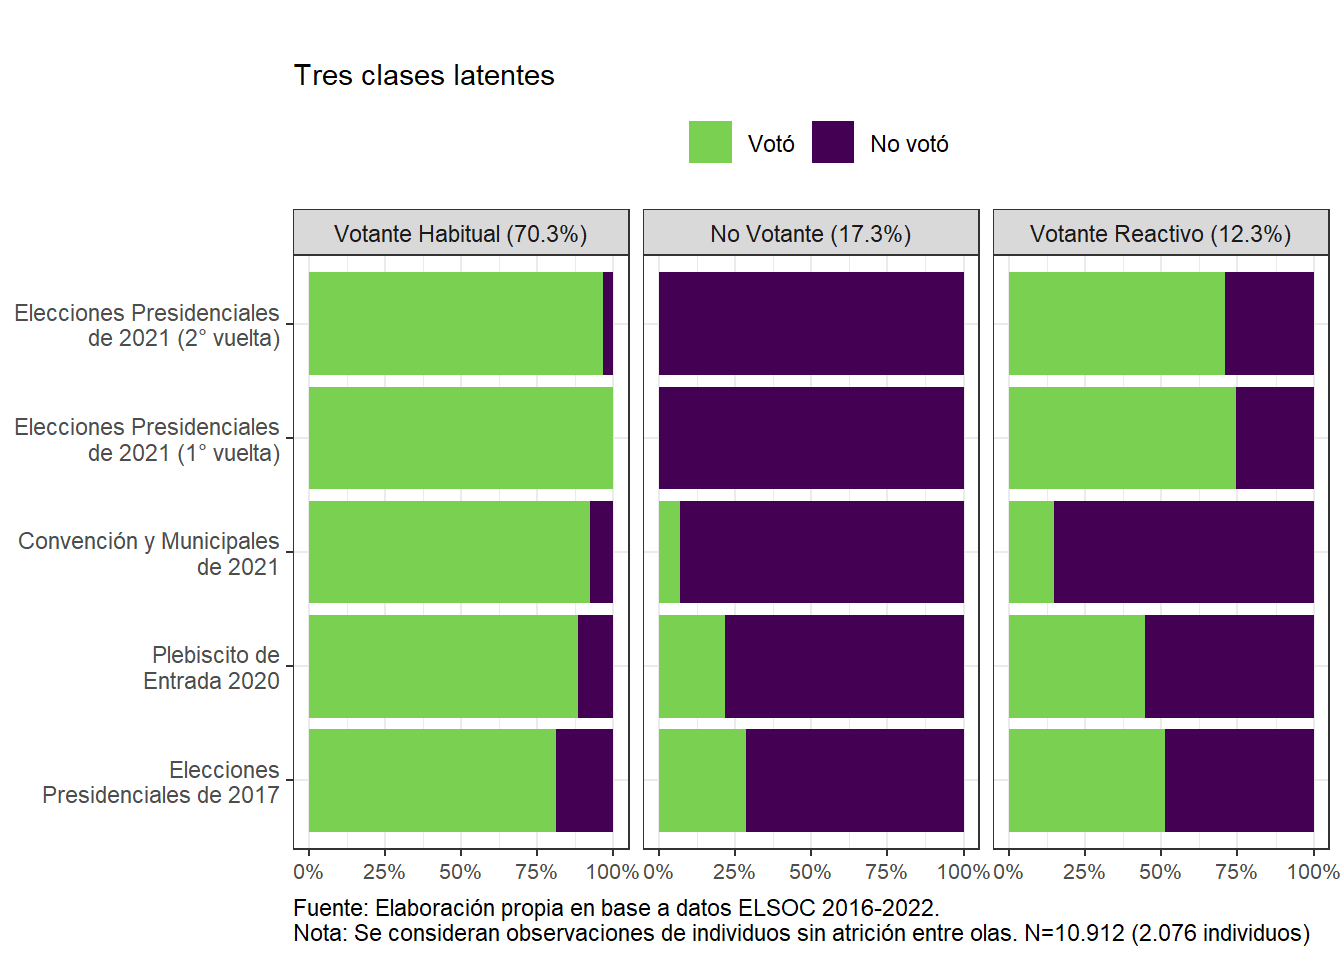 Tres clases latentes
Votó
No votó
Votante Habitual (70.3%)
No Votante (17.3%)
Votante Reactivo (12.3%)
Elecciones Presidenciales
de 2021 (2° vuelta)
Elecciones Presidenciales
de 2021 (1° vuelta)
Convención y Municipales
de 2021
Plebiscito de
Entrada 2020
Elecciones
Presidenciales de 2017
0% 25% 50% 75% 100%
0% 25% 50% 75% 100%
0% 25% 50% 75% 100%
Fuente: Elaboración propia en base a datos ELSOC 2016-2022.
Nota: Se consideran observaciones de individuos sin atrición entre olas. N=10.912 (2.076 individuos)